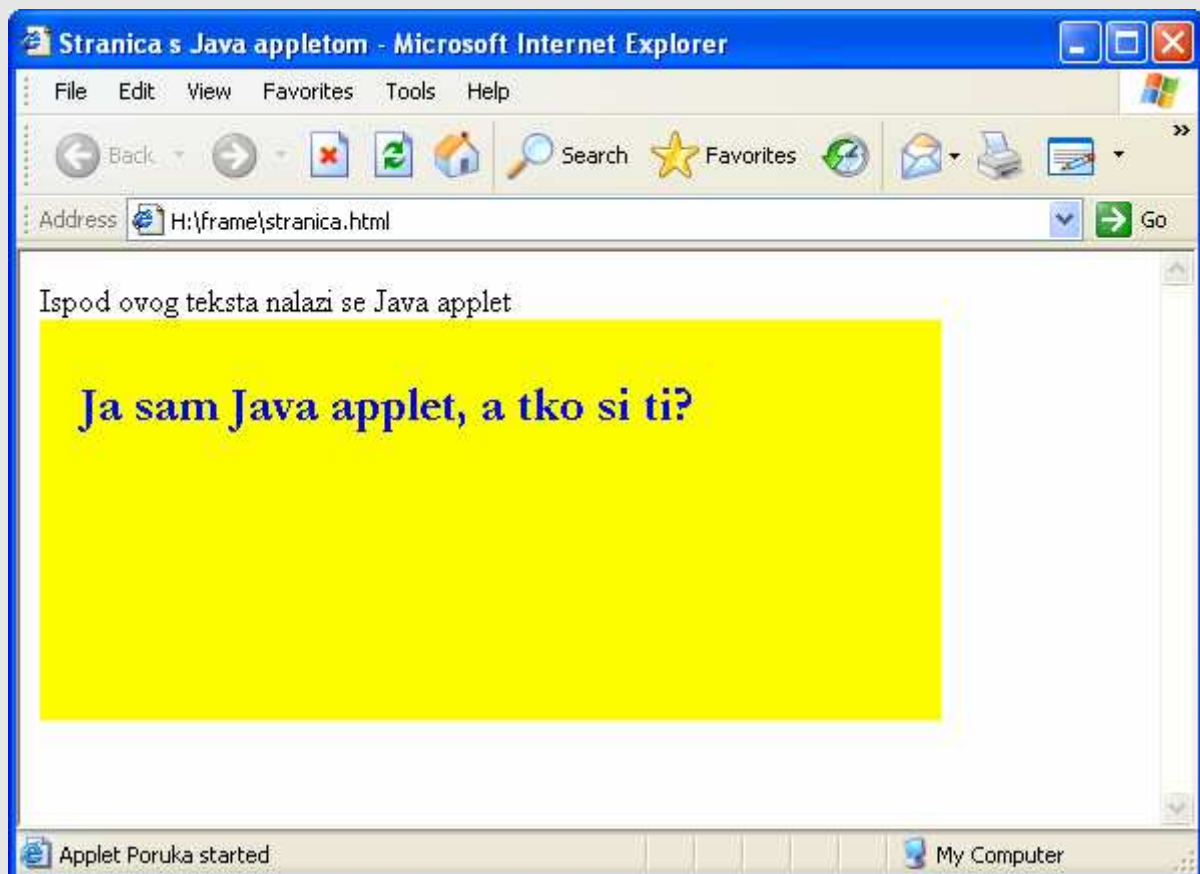 Stranica s Java appletom - Microsoft Internet Explorer
File Edit View Favorites Tools Help
Back Search Favorites »
Address H:\frame\stranica.html Go
Ispod ovog teksta nalazi se Java applet
Ja sam Java applet, a tko si ti?
Applet Poruka started My Computer